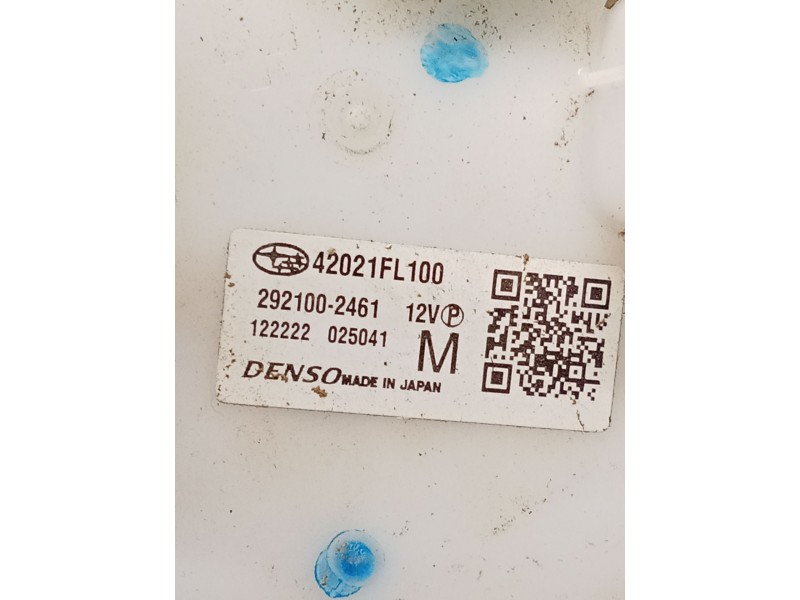 42021FL100
292100-2461 12V P
122222 025041 M
DENSO MADE IN JAPAN